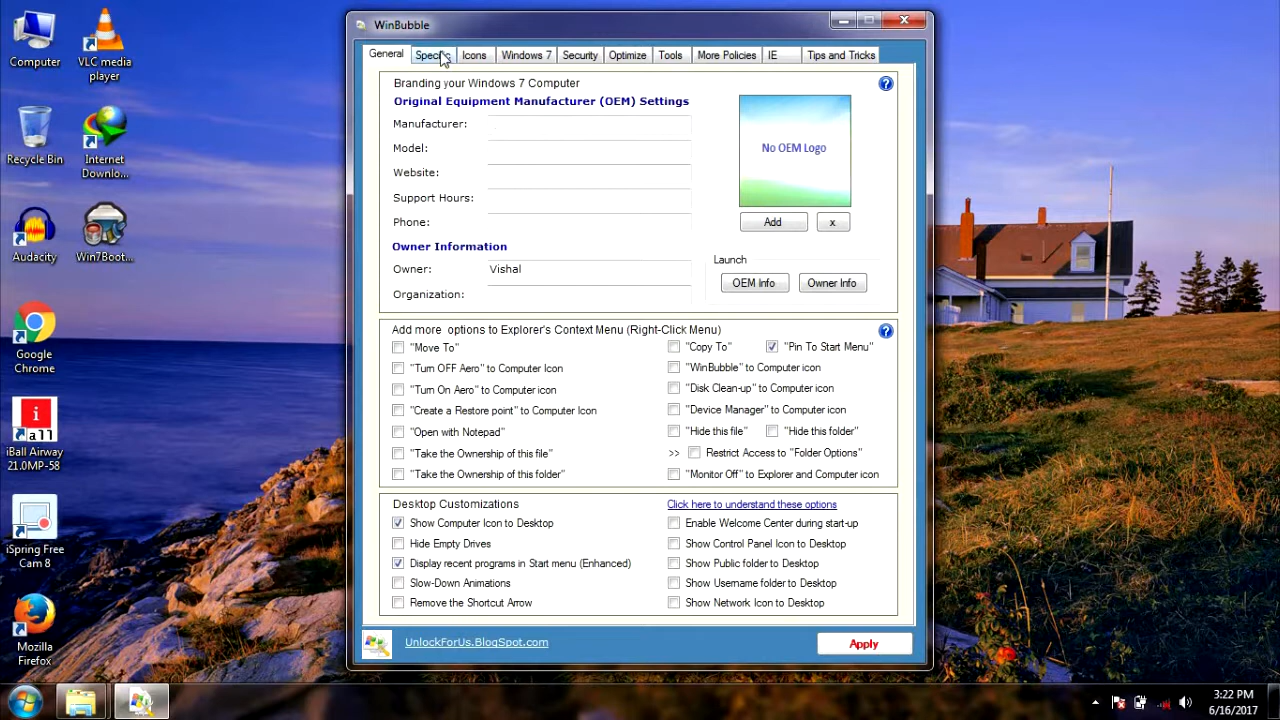 WinBubble
General Specific Icons Windows 7 Security Optimize Tools More Policies IE Tips and Tricks
Branding your Windows 7 Computer
Original Equipment Manufacturer (OEM) Settings
Manufacturer:
Model:
Website:
Support Hours:
Phone:
No OEM Logo
Add x
Owner Information
Owner: Vishal
Organization:
Launch
OEM Info Owner Info
Add more options to Explorer's Context Menu (Right-Click Menu)
"Move To" "Copy To" "Pin To Start Menu"
"Turn OFF Aero" to Computer Icon "WinBubble" to Computer icon
"Turn On Aero" to Computer icon "Disk Clean-up" to Computer icon
"Create a Restore point" to Computer Icon "Device Manager" to Computer icon
"Open with Notepad" "Hide this file" "Hide this folder"
"Take the Ownership of this file" >> Restrict Access to "Folder Options"
"Take the Ownership of this folder" "Monitor Off" to Explorer and Computer icon
Desktop Customizations Click here to understand these options
Show Computer Icon to Desktop Enable Welcome Center during start-up
Hide Empty Drives Show Control Panel Icon to Desktop
Display recent programs in Start menu (Enhanced) Show Public folder to Desktop
Slow-Down Animations Show Username folder to Desktop
Remove the Shortcut Arrow Show Network Icon to Desktop
UnlockForUs.BlogSpot.com Apply
Computer
VLC media
player
Recycle Bin
Internet
Downlo...
Audacity
Win7Boot...
Google
Chrome
i
all
iBall Airway
21.0MP-58
iSpring Free
Cam 8
Mozilla
Firefox
3:22 PM
6/16/2017